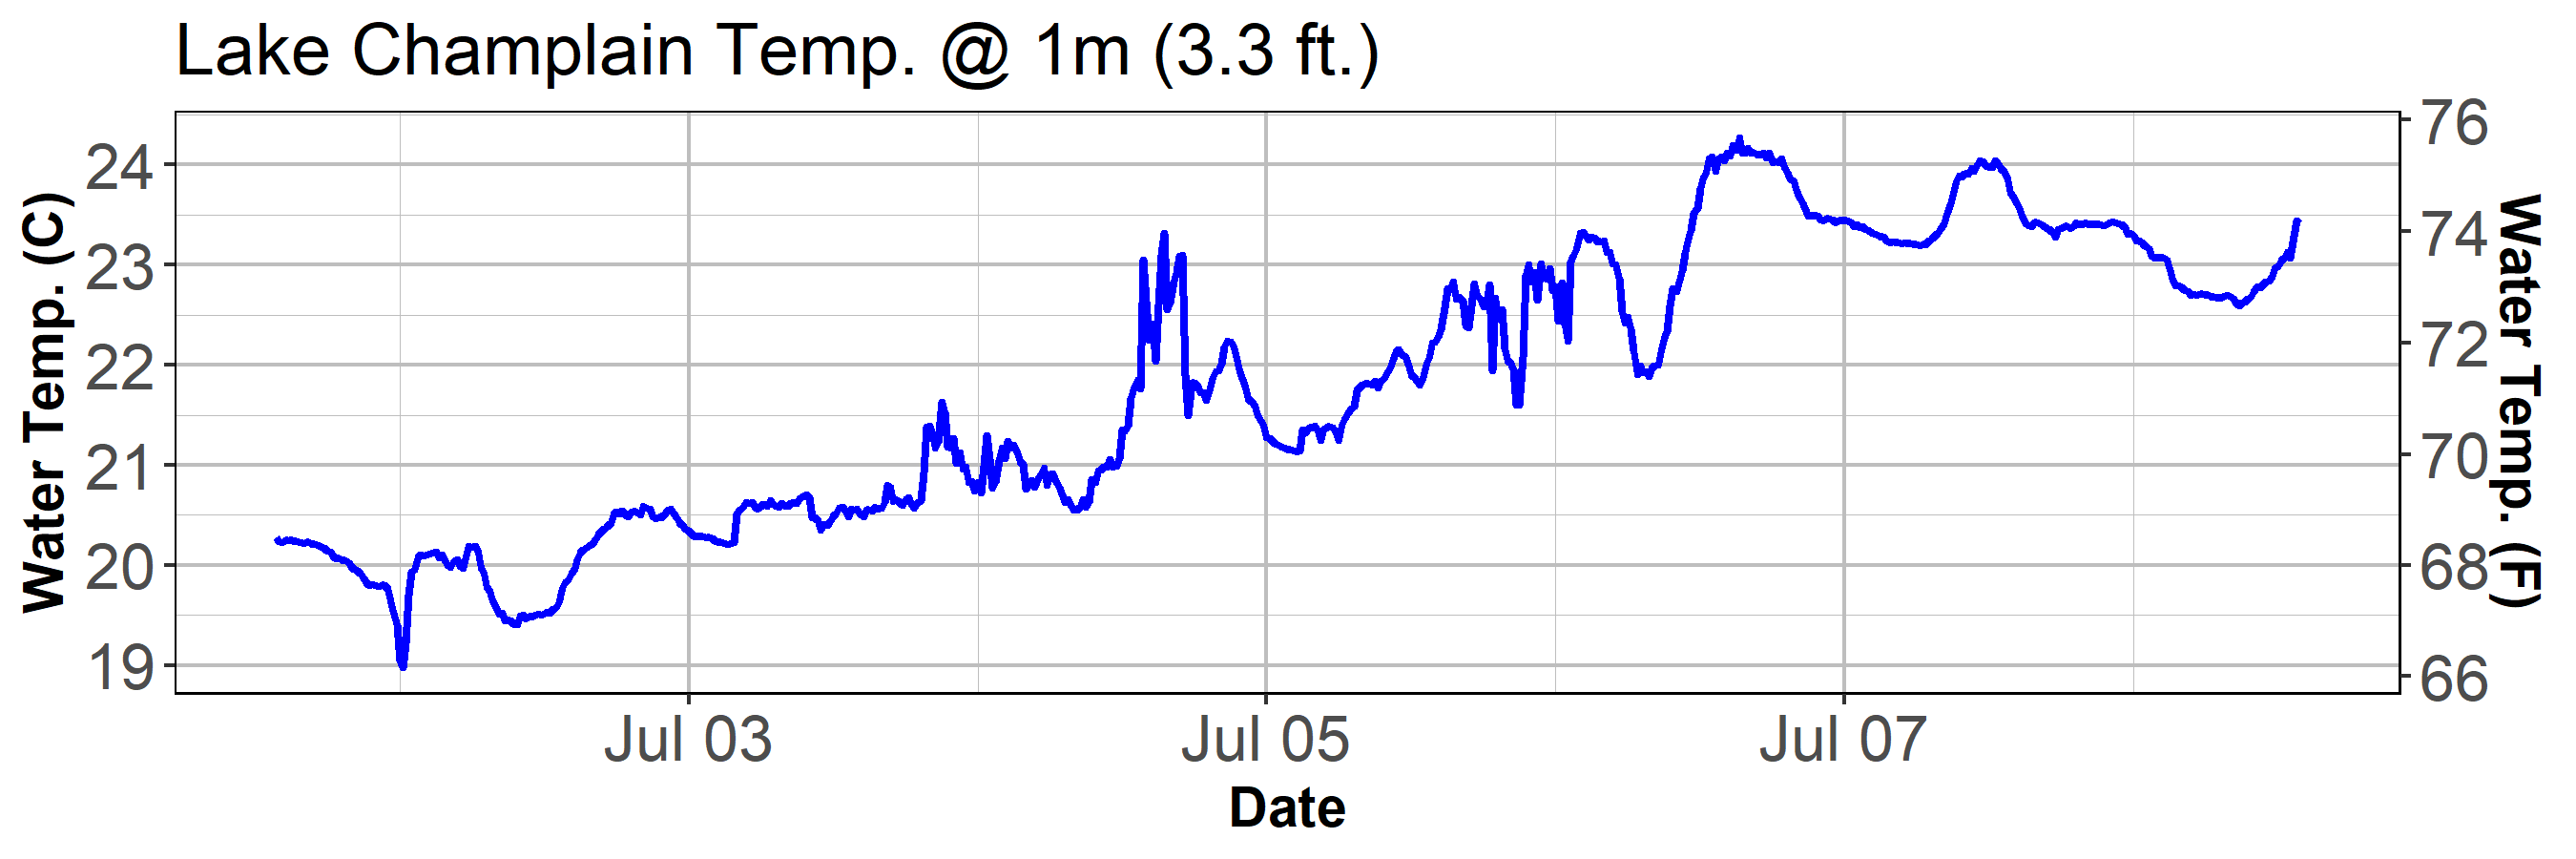 Lake Champlain Temp. @ 1m (3.3 ft.)
Water Temp. (C)
24
23
22
21
20
19
76
74
72
70
68
66
Water Temp. (F)
Jul 03 Jul 05 Jul 07
Date